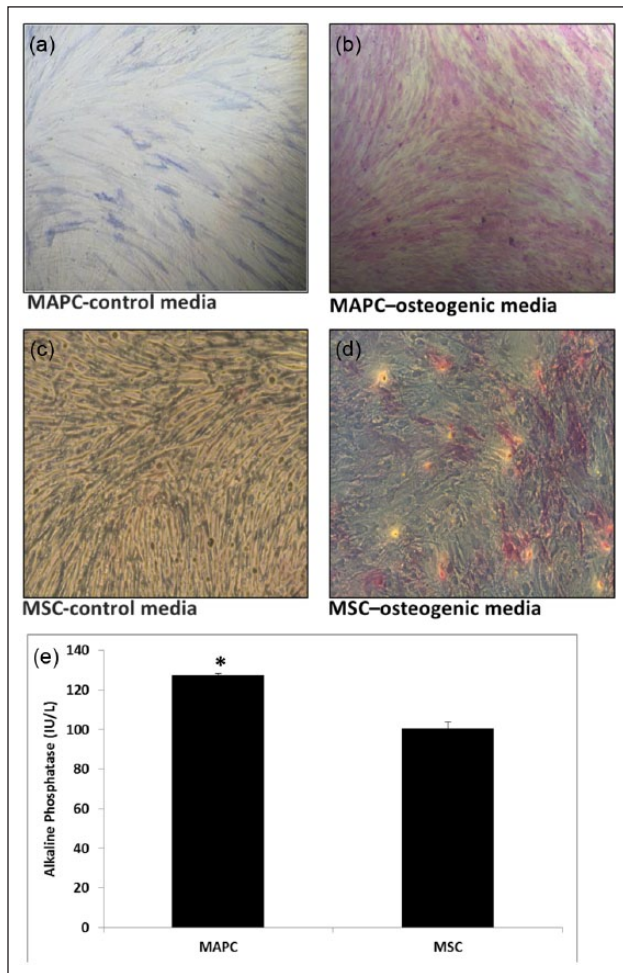 (a)
(b)
MAPC-control media
MAPC–osteogenic media
(c)
(d)
MSC-control media
MSC–osteogenic media
(e)
140
120
100
80
60
40
20
0
Alkaline Phosphatase (IU/L)
*
MAPC
MSC